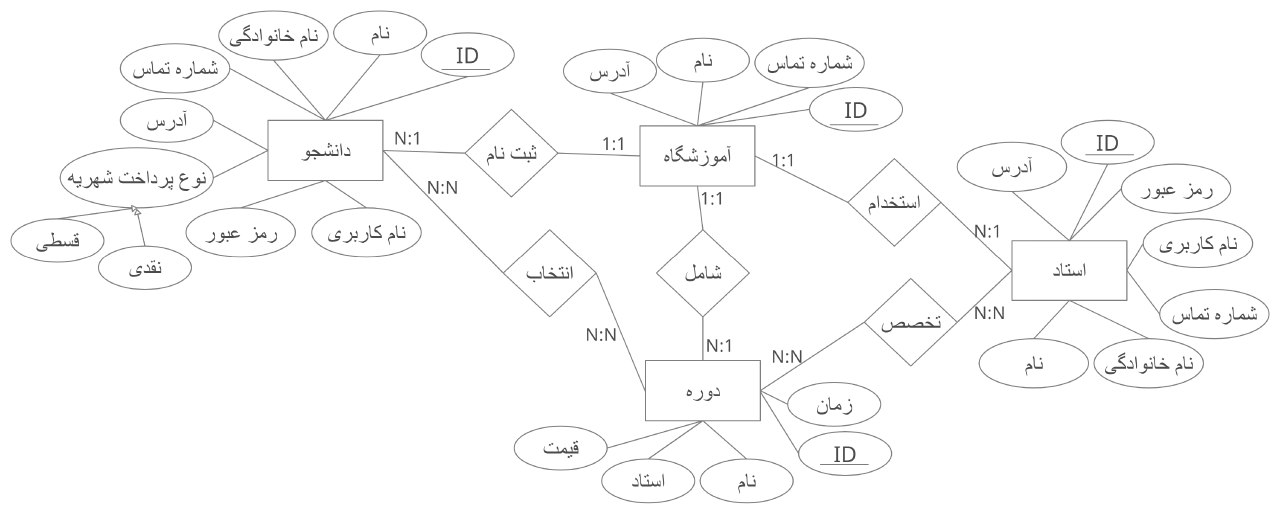 نام
نام خانوادگی
ID
شماره تماس
آدرس
نوع پرداخت شهریه
قسطی
نقدی
رمز عبور
نام کاربری
دانشجو
N:1
ثبت نام
1:1
آموزشگاه
آدرس
نام
شماره تماس
ID
1:1
استخدام
N:1
1:1
شامل
N:1
N:N
انتخاب
N:N
N:N
تخصص
N:N
استاد
آدرس
ID
رمز عبور
نام کاربری
شماره تماس
نام
نام خانوادگی
دوره
زمان
ID
قیمت
استاد
نام